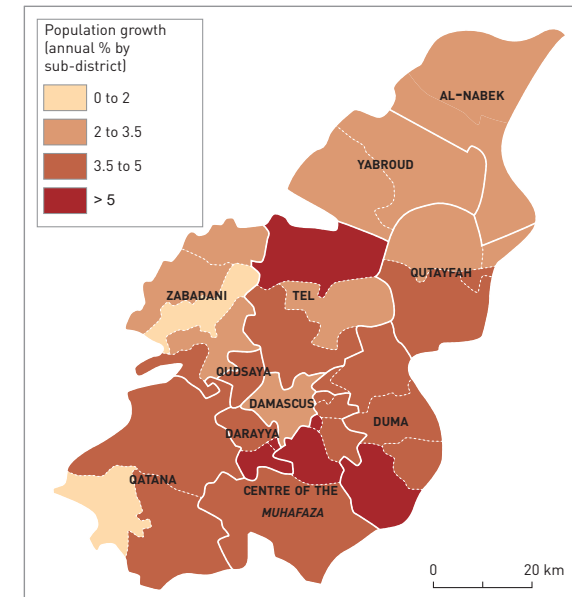 Population growth
(annual % by
sub-district)
0 to 2
2 to 3.5
3.5 to 5
> 5
AL-NABEK
YABROUD
QUTAYFAH
ZABADANI
TEL
QUDSAYA
DAMASCUS
DARAYYA
DUMA
QATANA
CENTRE OF THE
MUHAFAZA
0 20 km